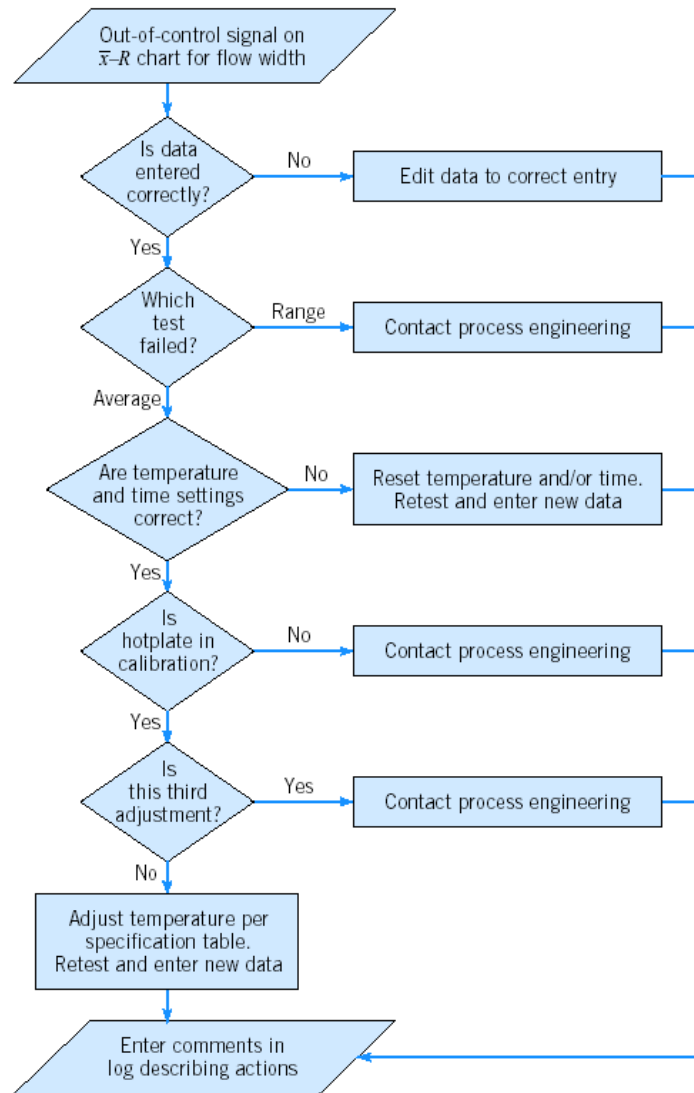 Out-of-control signal on
x̄–R chart for flow width
Is data
entered
correctly?
No
Edit data to correct entry
Yes
Which
test
failed?
Range
Contact process engineering
Average
Are temperature
and time settings
correct?
No
Reset temperature and/or time.
Retest and enter new data
Yes
Is
hotplate in
calibration?
No
Contact process engineering
Yes
Is
this third
adjustment?
Yes
Contact process engineering
No
Adjust temperature per
specification table.
Retest and enter new data
Enter comments in
log describing actions